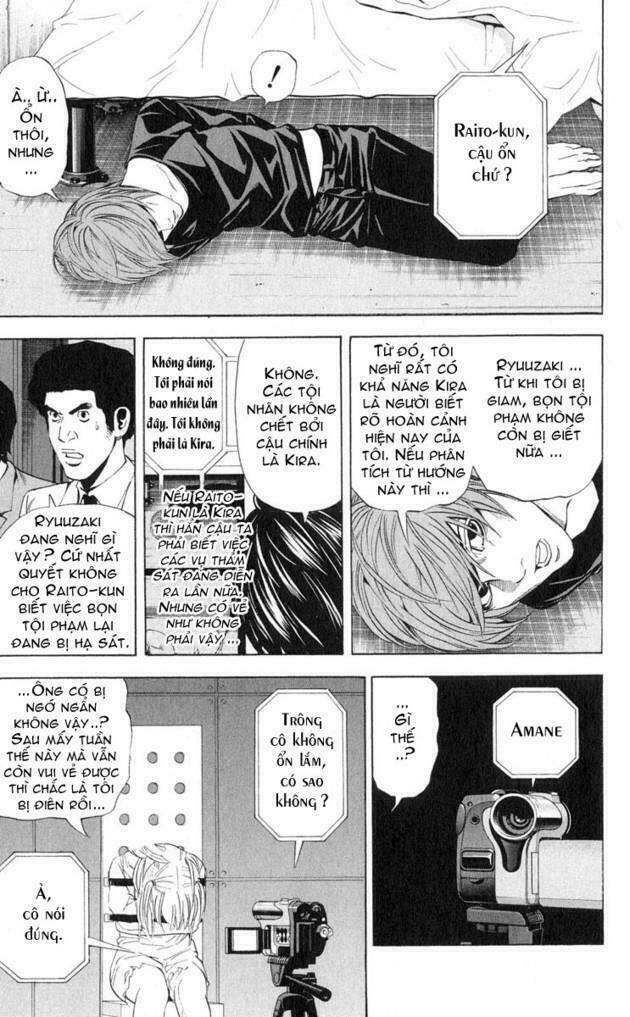 Raito-kun,
cậu ổn
chứ ?
!
À.. Ừ..
ổn
thôi,
nhưng
...
Ryuuzaki ...
Từ khi tôi bị
giam, bọn tội
phạm không
còn bị giết
nữa ...
Từ đó, tôi
nghĩ rất có
khả năng Kira
là người biết
rõ hoàn cảnh
hiện nay của
tôi. Nếu phân
tích từ hướng
này thì ...
Không.
Các tội
nhân không
chết bởi
cậu chính
là Kira.
Không đúng.
Tôi phải nói
bao nhiêu lần
đây. Tôi không
phải là Kira.
Nếu Raito-
kun là Kira
thì hẳn cậu ta
phải biết việc
các vụ thảm
sát đang diễn
ra lần nữa.
Nhưng có vẻ
như không
phải vậy ...
Ryuuzaki
đang nghĩ gì
vậy ? Cứ nhất
quyết không
cho Raito-kun
biết việc bọn
tội phạm lại
đang bị hạ sát.
Amane
...
Gì
thế
...?
Trông
cô không
ổn lắm,
có sao
không ?
...Ông có bị
ngớ ngẩn
không vậy..?
Sau mấy tuần
thế này mà vẫn
còn vui vẻ được
thì chắc là tôi
bị điên rồi...
À,
cô nói
đúng.